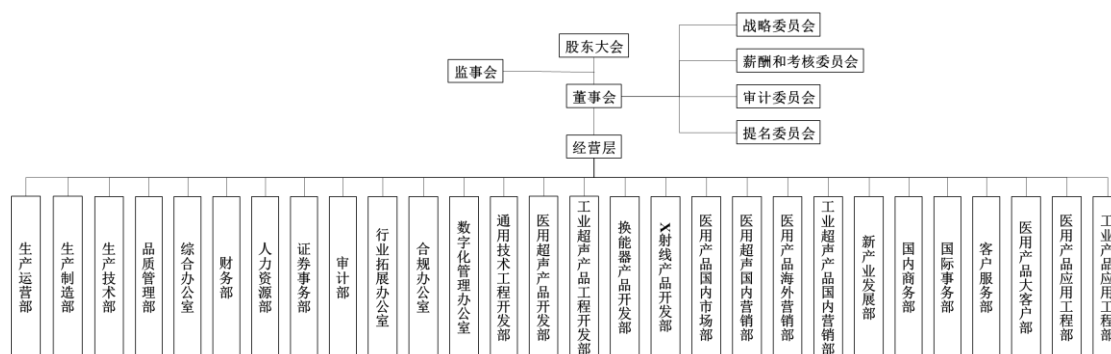 战略委员会
股东大会
薪酬和考核委员会
监事会
董事会
审计委员会
提名委员会
经营层
生产运营部
生产制造部
生产技术部
品质管理部
综合办公室
财务部
人力资源部
证券事务部
审计部
行业拓展办公室
合规办公室
数字化管理办公室
通用技术工程开发部
医用超声产品开发部
工业超声产品工程开发部
换能器产品开发部
X射线产品开发部
医用产品国内市场部
医用超声国内营销部
医用产品海外营销部
工业超声产品国内营销部
新产业发展部
国内商务部
国际事务部
客户服务部
医用产品大客户部
医用产品应用工程部
工业产品应用工程部